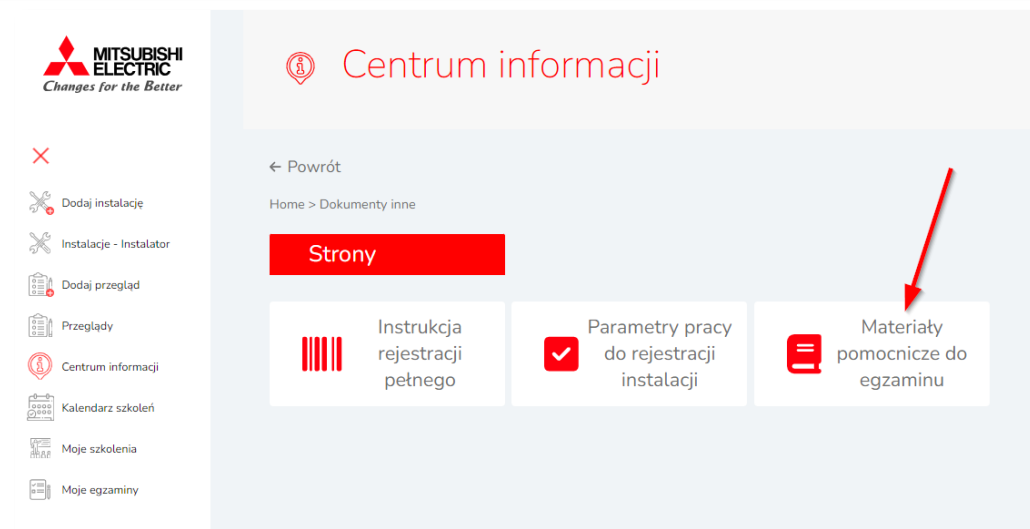 MITSUBISHI
ELECTRIC
Changes for the Better
Centrum informacji
Dodaj instalację
Instalacje - Instalator
Dodaj przegląd
Przeglądy
Centrum informacji
Kalendarz szkoleń
Moje szkolenia
Moje egzaminy
← Powrót
Home > Dokumenty inne
Strony
Instrukcja
rejestracji
pełnego
Parametry pracy
do rejestracji
instalacji
Materiały
pomocnicze do
egzaminu